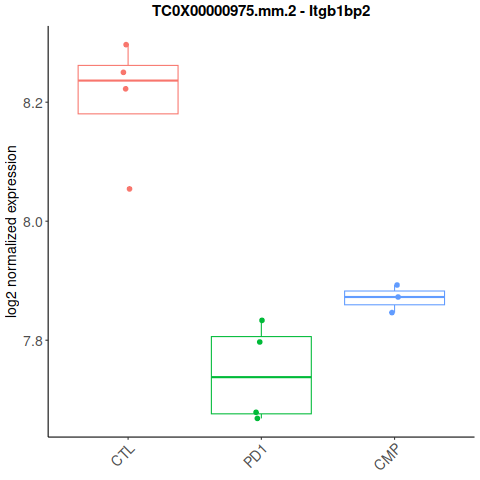 TC0X00000975.mm.2 - Itgb1bp2
log2 normalized expression
8.2
8.0
7.8
CTL
PD1
CMP